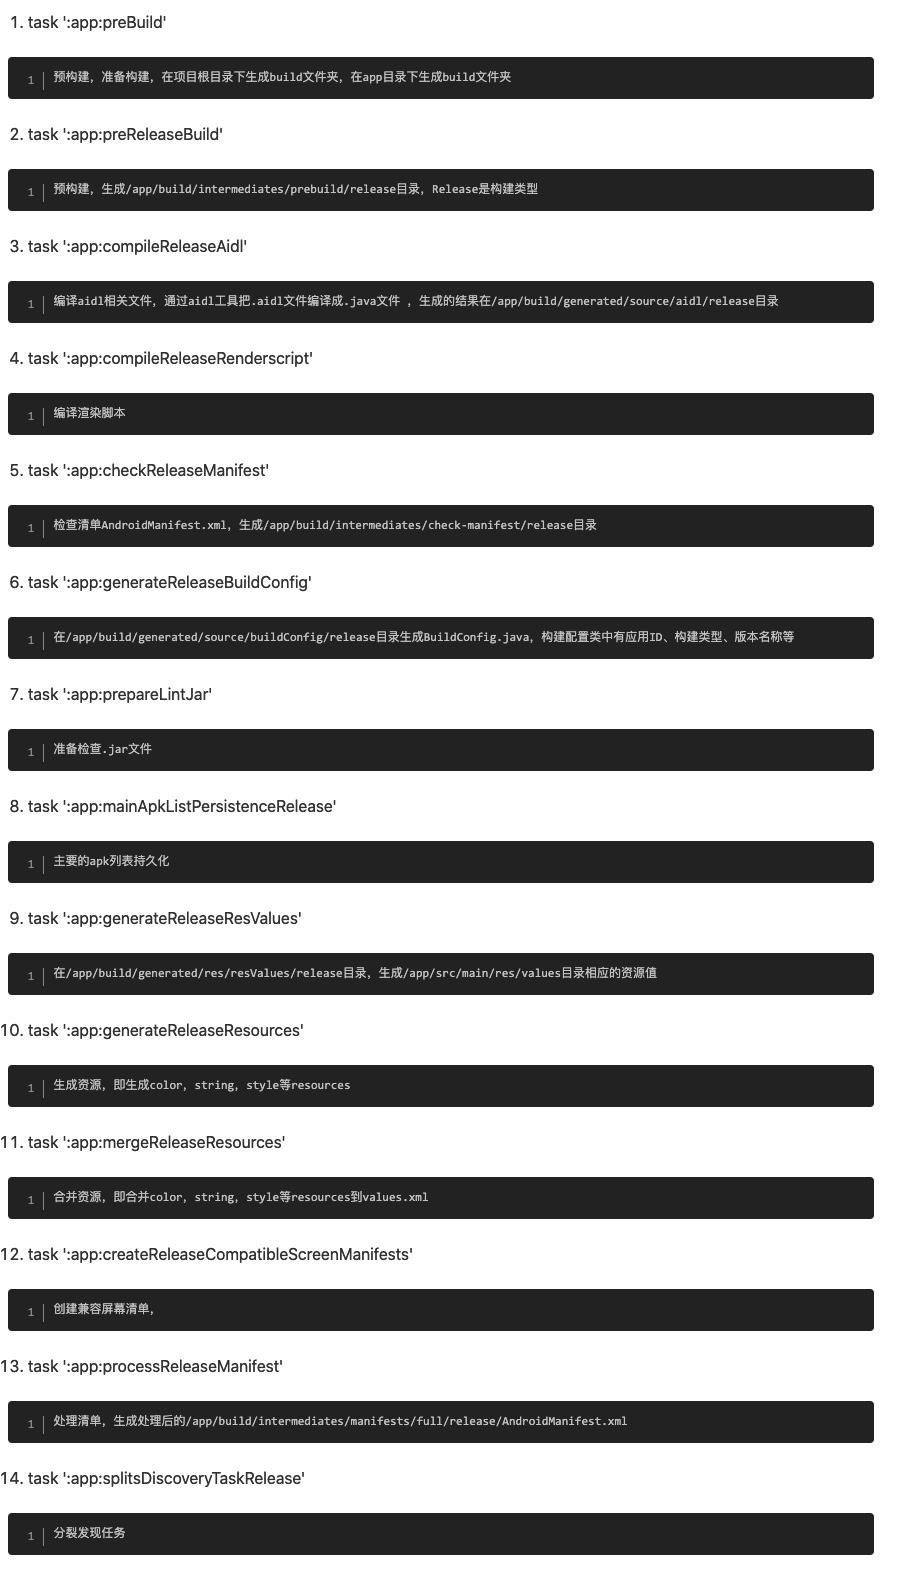 1. task ':app:preBuild'
1 预构建，准备构建，在项目根目录下生成build文件夹，在app目录下生成build文件夹
2. task ':app:preReleaseBuild'
1 预构建，生成/app/build/intermediates/prebuild/release目录，Release是构建类型
3. task ':app:compileReleaseAidl'
1 编译aidl相关文件，通过aidl工具把.aidl文件编译成.java文件 ，生成的结果在/app/build/generated/source/aidl/release目录
4. task ':app:compileReleaseRenderscript'
1 编译渲染脚本
5. task ':app:checkReleaseManifest'
1 检查清单AndroidManifest.xml，生成/app/build/intermediates/check-manifest/release目录
6. task ':app:generateReleaseBuildConfig'
1 在/app/build/generated/source/buildConfig/release目录生成BuildConfig.java，构建配置类中有应用ID、构建类型、版本名称等
7. task ':app:prepareLintJar'
1 准备检查.jar文件
8. task ':app:mainApkListPersistenceRelease'
1 主要的apk列表持久化
9. task ':app:generateReleaseResValues'
1 在/app/build/generated/res/resValues/release目录，生成/app/src/main/res/values目录相应的资源值
10. task ':app:generateReleaseResources'
1 生成资源，即生成color，string，style等resources
11. task ':app:mergeReleaseResources'
1 合并资源，即合并color，string，style等resources到values.xml
12. task ':app:createReleaseCompatibleScreenManifests'
1 创建兼容屏幕清单，
13. task ':app:processReleaseManifest'
1 处理清单，生成处理后的/app/build/intermediates/manifests/full/release/AndroidManifest.xml
14. task ':app:splitsDiscoveryTaskRelease'
1 分裂发现任务